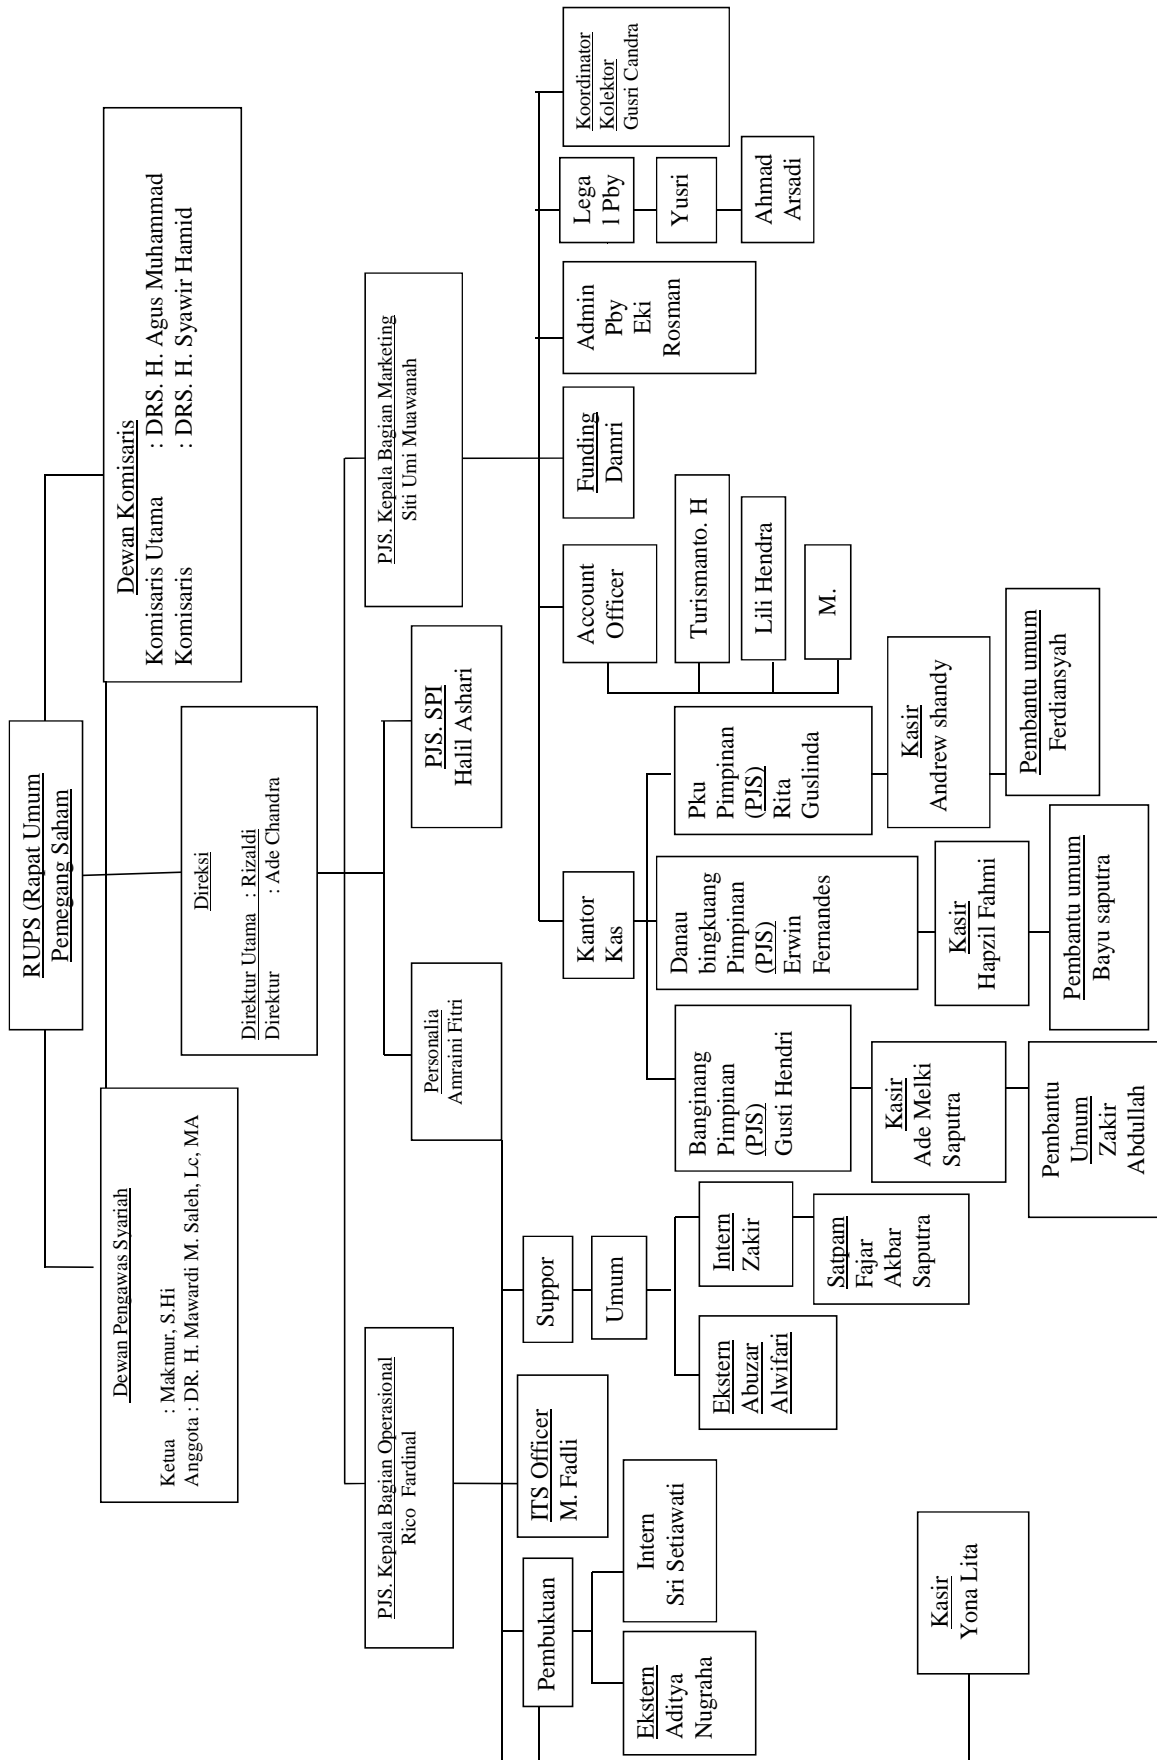 RUPS (Rapat Umum
Pemegang Saham
Dewan Pengawas Syariah
Ketua : Makmur, S.Hi
Anggota : DR. H. Mawardi M. Saleh, Lc, MA
Dewan Komisaris
Komisaris Utama : DRS. H. Agus Muhammad
Komisaris : DRS. H. Syawir Hamid
Direksi
Direktur Utama : Rizaldi
Direktur : Ade Chandra
Personalia
Amraini Fitri
PJS. SPI
Halil Ashari
PJS. Kepala Bagian Operasional
Rico Fardinal
PJS. Kepala Bagian Marketing
Siti Umi Muawanah
Pembukuan
Ekstern
Aditya
Nugraha
Intern
Sri Setiawati
ITS Officer
M. Fadli
Suppor
Umum
Ekstern
Abuzar
Alwifari
Intern
Zakir
Satpam
Fajar
Akbar
Saputra
Kasir
Yona Lita
Kantor
Kas
Banginang
Pimpinan
(PJS)
Gusti Hendri
Kasir
Ade Melki
Saputra
Pembantu
Umum
Zakir
Abdullah
Danau
bingkuang
Pimpinan
(PJS)
Erwin
Fernandes
Kasir
Hapzil Fahmi
Pembantu umum
Bayu saputra
Pku
Pimpinan
(PJS)
Rita
Guslinda
Kasir
Andrew shandy
Pembantu umum
Ferdiansyah
Account
Officer
Turismanto. H
Lili Hendra
M.
Funding
Damri
Admin
Pby
Eki
Rosman
Lega
l Pby
Yusri
Ahmad
Arsadi
Koordinator
Kolektor
Gusri Candra